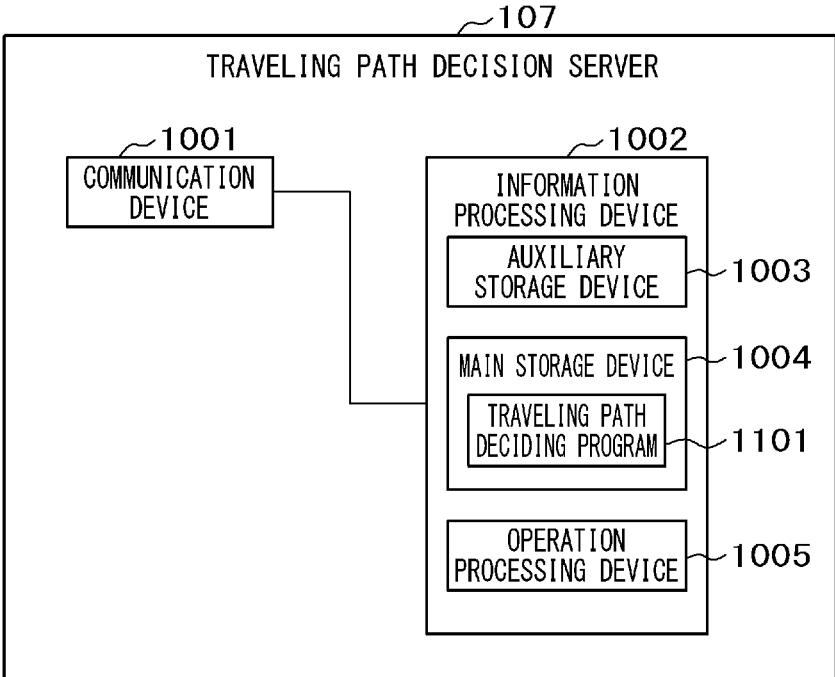 107
TRAVELING PATH DECISION SERVER
1001
COMMUNICATION
DEVICE
1002
INFORMATION
PROCESSING DEVICE
AUXILIARY
STORAGE DEVICE
1003
MAIN STORAGE DEVICE
1004
TRAVELING PATH
DECIDING PROGRAM
1101
OPERATION
PROCESSING DEVICE
1005